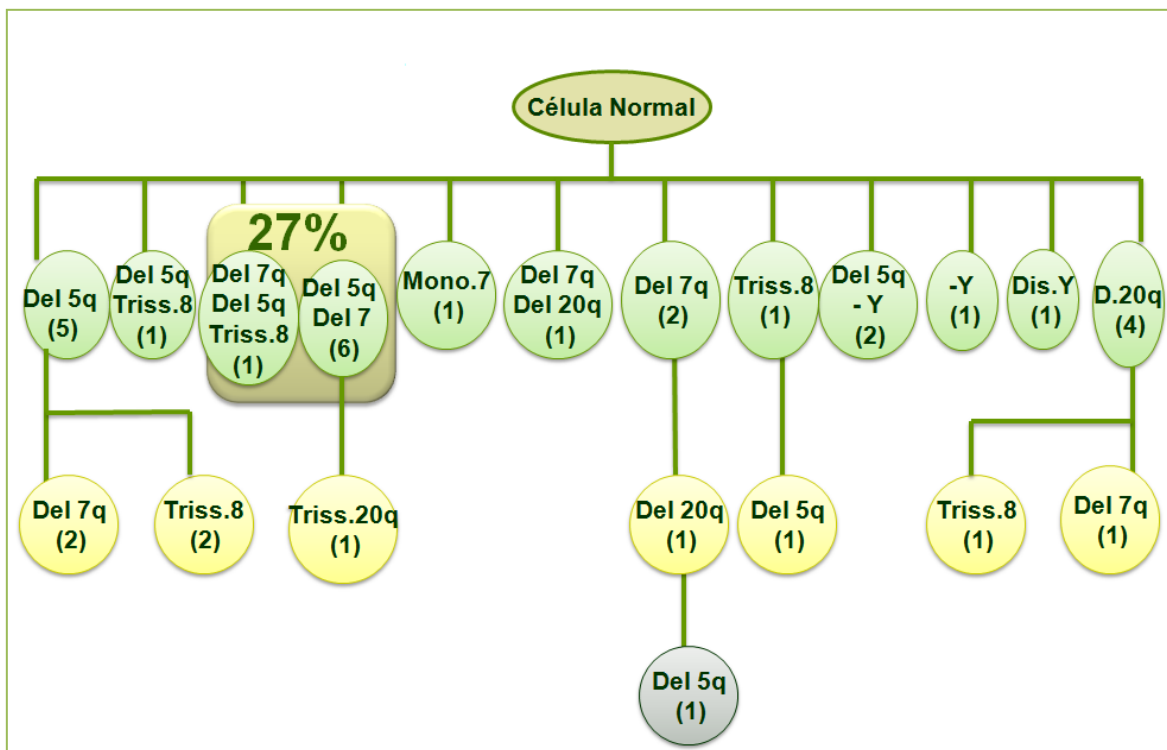 Célula Normal
27%
Del 5q
(5)
Del 5q
Triss.8
(1)
Del 7q
Del 5q
Triss.8
(1)
Del 5q
Del 7
(6)
Mono.7
(1)
Del 7q
Del 20q
(1)
Del 7q
(2)
Triss.8
(1)
Del 5q
- Y
(2)
-Y
(1)
Dis.Y
(1)
D.20q
(4)
Del 7q
(2)
Triss.8
(2)
Triss.20q
(1)
Del 20q
(1)
Del 5q
(1)
Triss.8
(1)
Del 7q
(1)
Del 5q
(1)